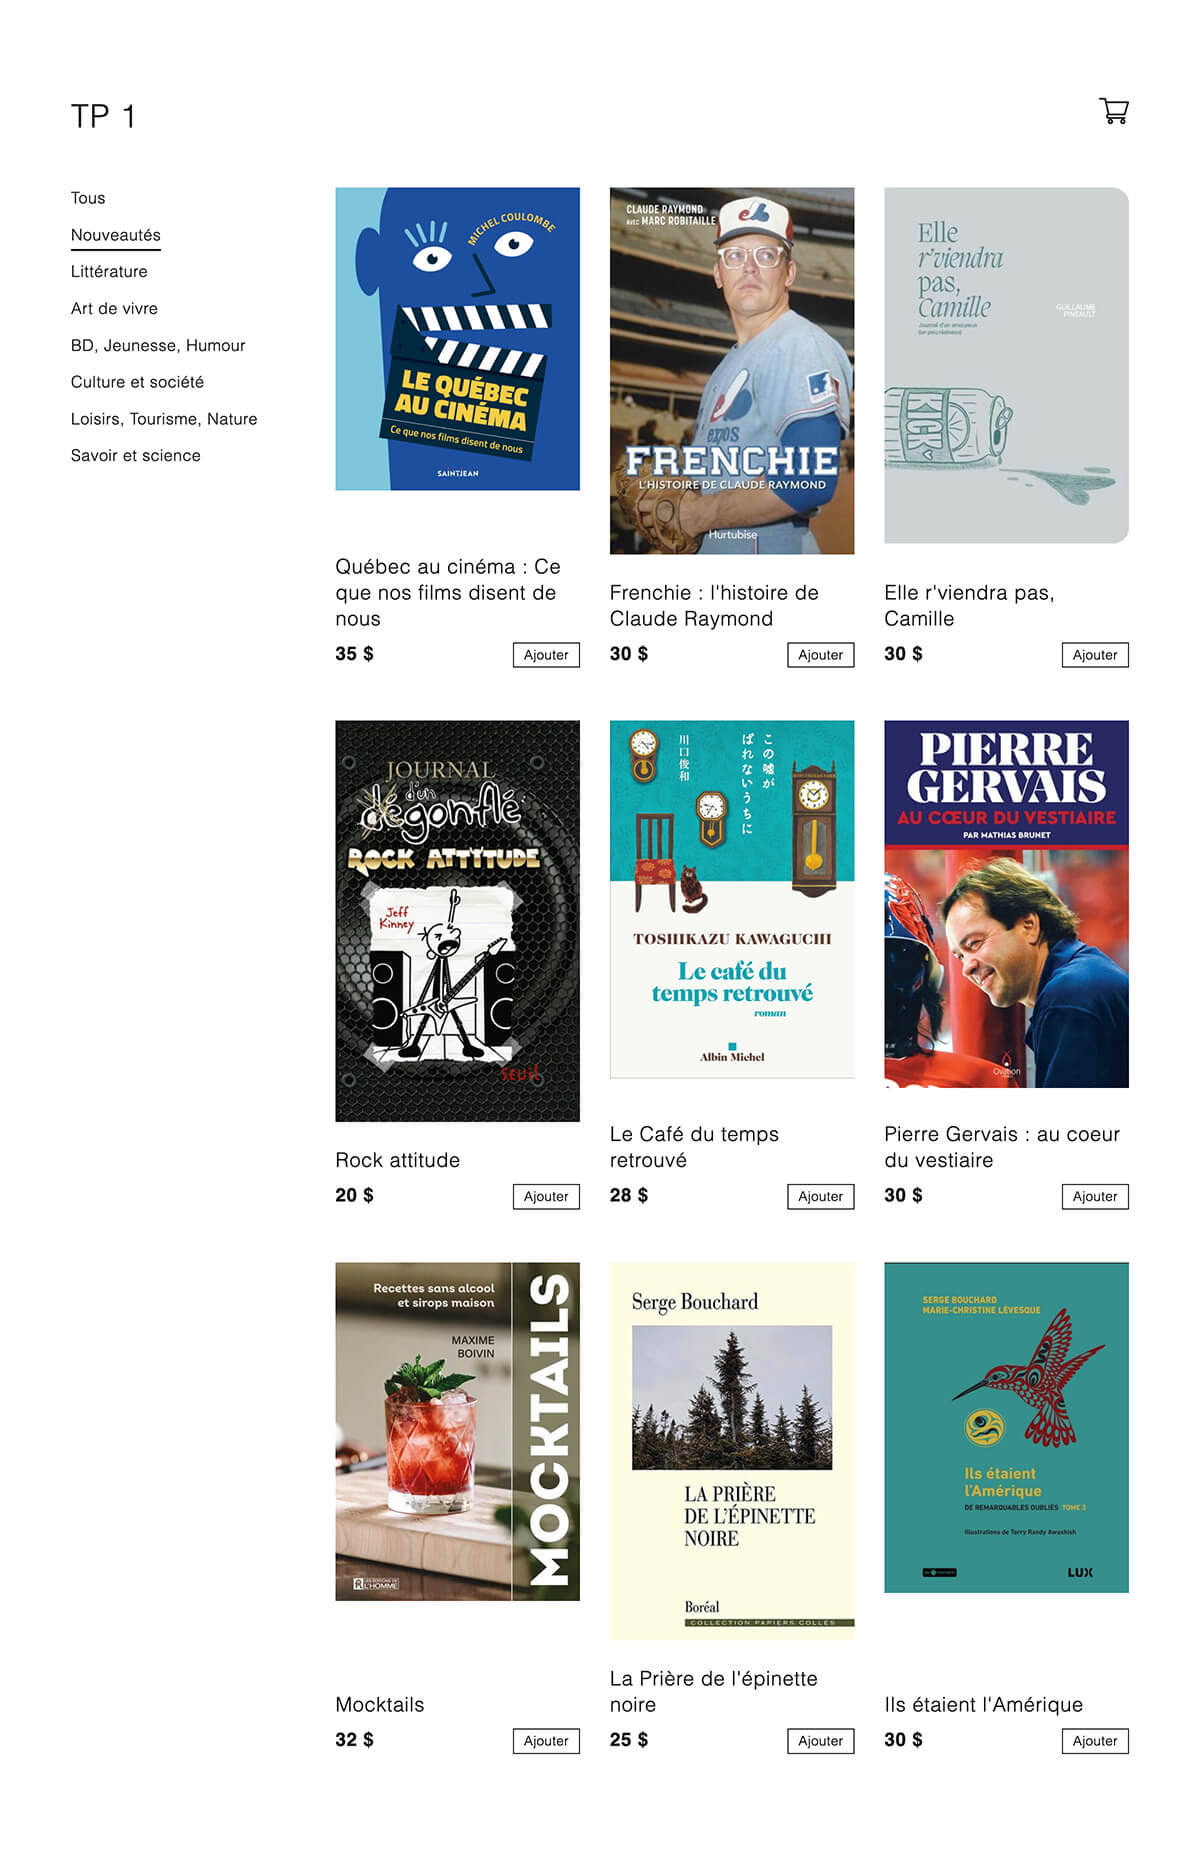 TP 1
Tous
Nouveautés
Littérature
Art de vivre
BD, Jeunesse, Humour
Culture et société
Loisirs, Tourisme, Nature
Savoir et science
MICHEL COULOMBE
LE QUÉBEC
AU CINÉMA
Ce que nos films disent de nous
SAINT-JEAN
Québec au cinéma : Ce
que nos films disent de
nous
35 $
Ajouter
CLAUDE RAYMOND
AVEC MARC ROBITAILLE
expos
FRENCHIE
L'HISTOIRE DE CLAUDE RAYMOND
Hurtubise
Frenchie : l'histoire de
Claude Raymond
30 $
Ajouter
Elle
r'viendra
pas,
Camille
Journal d'un amoureux
(un peu) désœuvré
GUILLAUME
PINEAULT
KICK
Elle r'viendra pas,
Camille
30 $
Ajouter
JOURNAL
d'un
dégonflé
ROCK ATTITUDE
Jeff
Kinney
SEUIL
Rock attitude
20 $
Ajouter
この嘘が
ばれないうちに
川口俊和
TOSHIKAZU KAWAGUCHI
Le café du
temps retrouvé
roman
Albin Michel
Le Café du temps
retrouvé
28 $
Ajouter
PIERRE
GERVAIS
AU CŒUR DU VESTIAIRE
PAR MATHIAS BRUNET
Ovation
Pierre Gervais : au coeur
du vestiaire
30 $
Ajouter
Recettes sans alcool
et sirops maison
MAXIME
BOIVIN
MOCKTAILS
LES ÉDITIONS DE
L'HOMME
Mocktails
32 $
Ajouter
Serge Bouchard
LA PRIÈRE
DE L'ÉPINETTE
NOIRE
Boréal
COLLECTION PAPIERS COLLÉS
La Prière de l'épinette
noire
25 $
Ajouter
SERGE BOUCHARD
MARIE-CHRISTINE LÉVESQUE
Ils étaient
l'Amérique
DE REMARQUABLES OUBLIÉS TOME 3
Illustrations de Terry Randy Awashish
LUX
Ils étaient l'Amérique
30 $
Ajouter